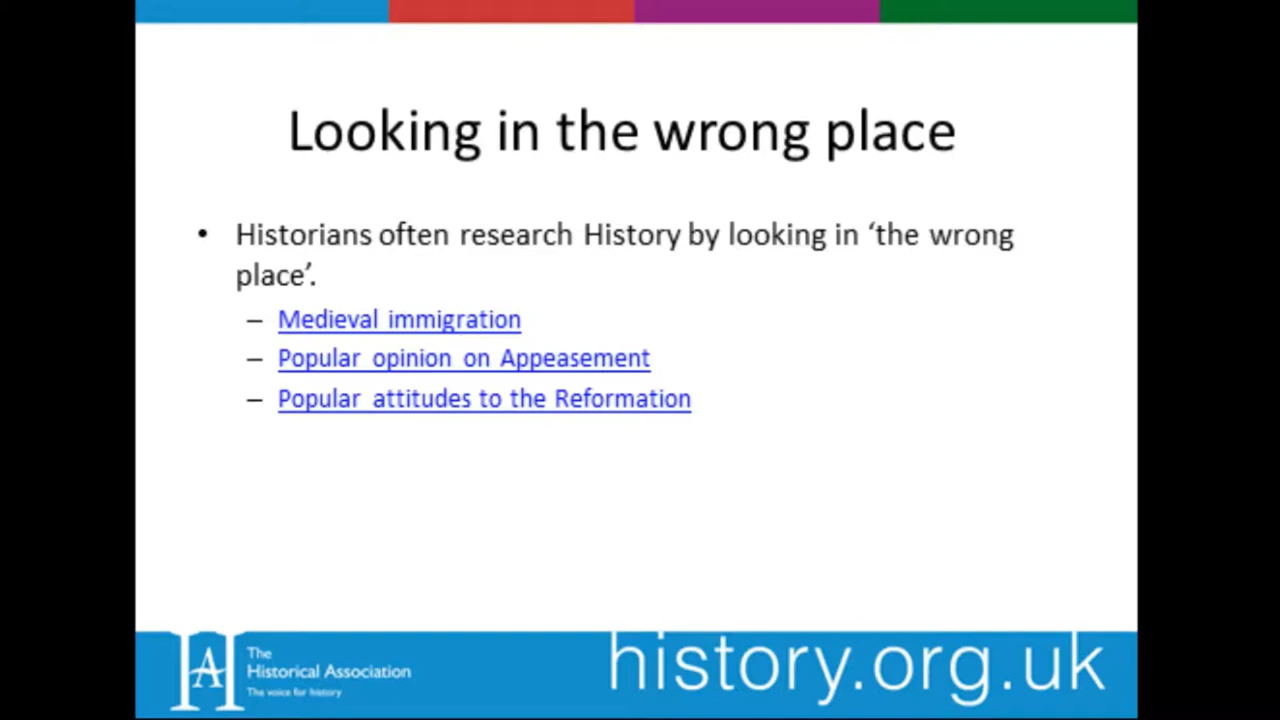 Looking in the wrong place
• Historians often research History by looking in ‘the wrong
place’.
– Medieval immigration
– Popular opinion on Appeasement
– Popular attitudes to the Reformation
HA
The
Historical Association
The voice for history
history.org.uk